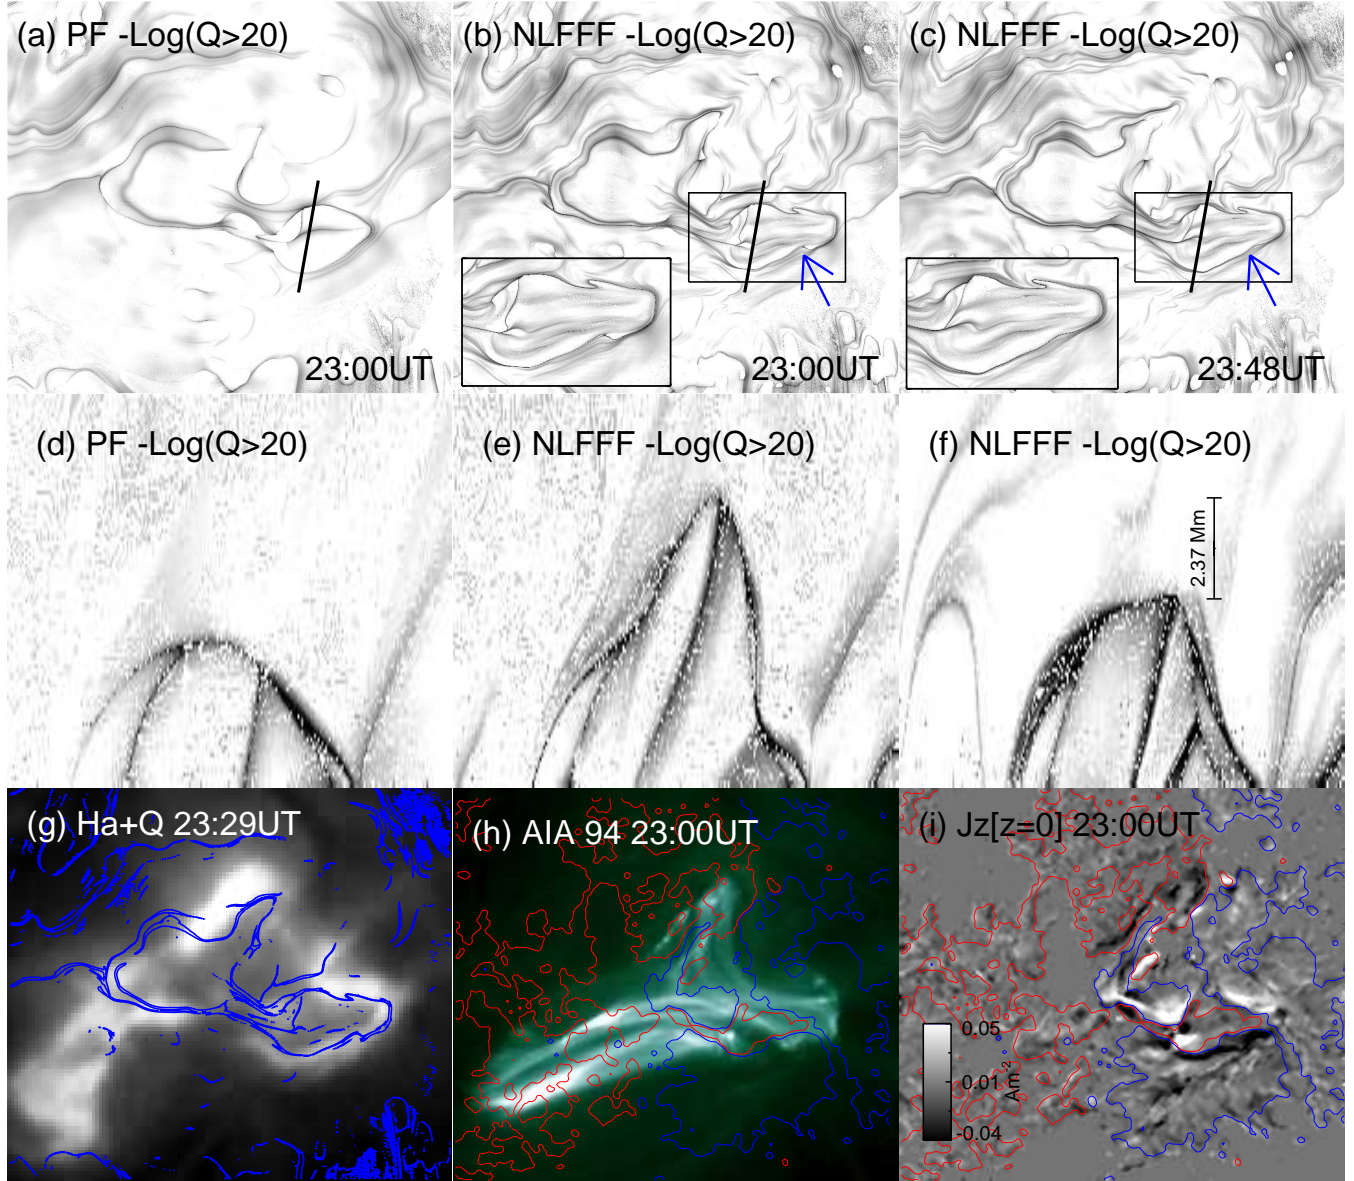 (a) PF -Log(Q>20)
(b) NLFFF -Log(Q>20)
(c) NLFFF -Log(Q>20)
23:00UT
23:00UT
23:48UT
(d) PF -Log(Q>20)
(e) NLFFF -Log(Q>20)
(f) NLFFF -Log(Q>20)
2.37 Mm
(g) Ha+Q 23:29UT
(h) AIA 94 23:00UT
(i) Jz[z=0] 23:00UT
0.05
0.01
-0.04
Am-2